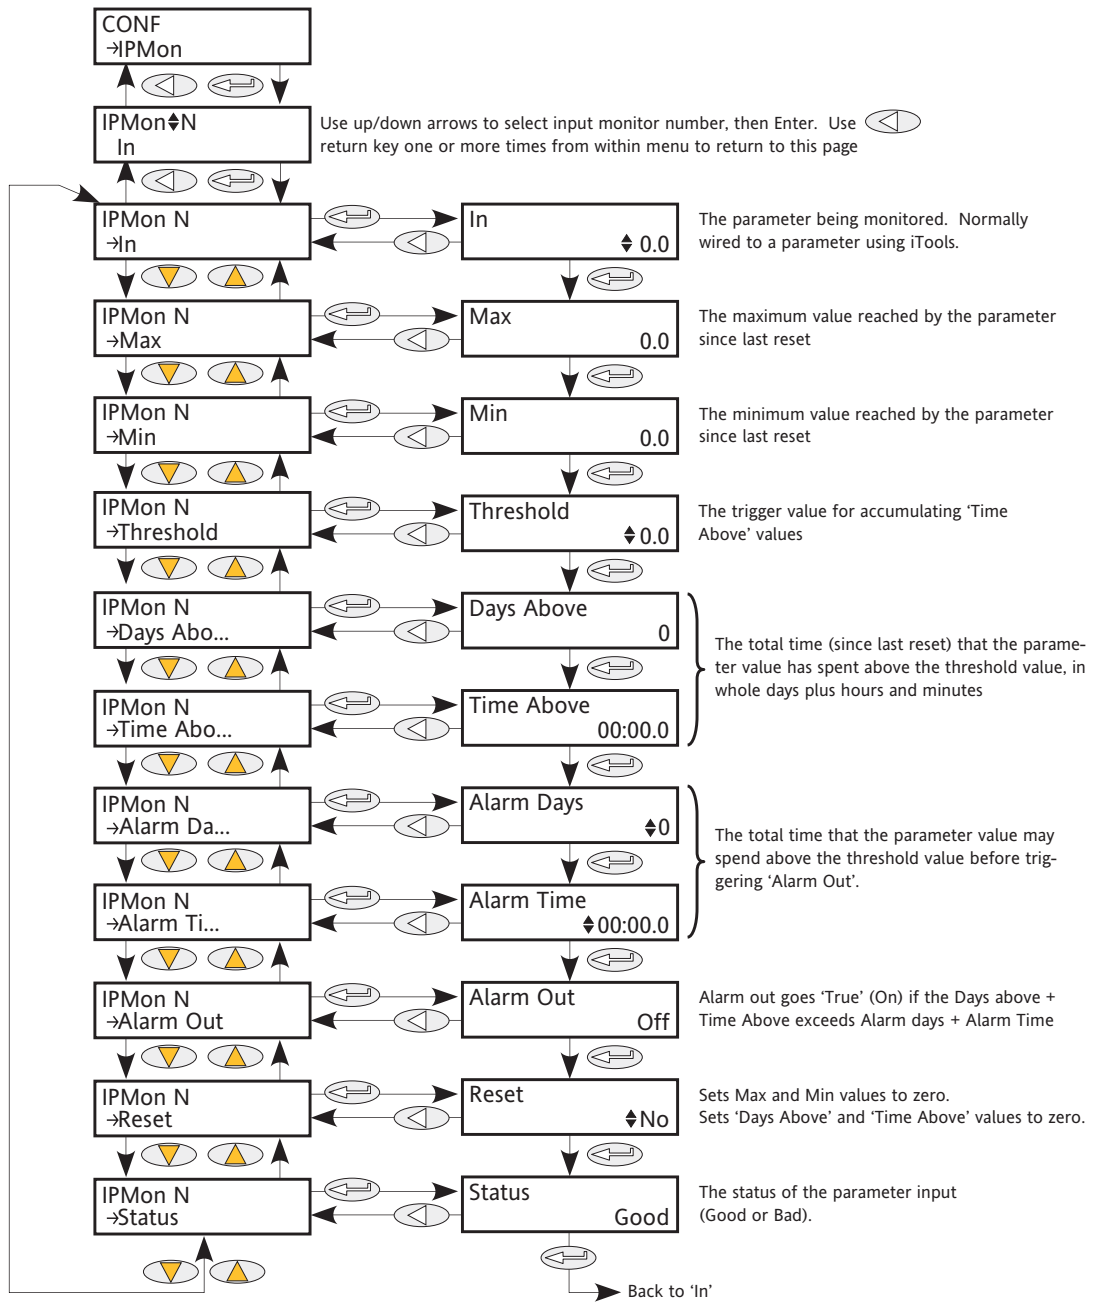 CONF
→IPMon
IPMon♦N
In
Use up/down arrows to select input monitor number, then Enter. Use
return key one or more times from within menu to return to this page
IPMon N
→In
In
0.0
The parameter being monitored. Normally
wired to a parameter using iTools.
IPMon N
→Max
Max
0.0
The maximum value reached by the parameter
since last reset
IPMon N
→Min
Min
0.0
The minimum value reached by the parameter
since last reset
IPMon N
→Threshold
Threshold
0.0
The trigger value for accumulating ‘Time
Above’ values
IPMon N
→Days Abo...
Days Above
0
IPMon N
→Time Abo...
Time Above
00:00.0
The total time (since last reset) that the parame-
ter value has spent above the threshold value, in
whole days plus hours and minutes
IPMon N
→Alarm Da...
Alarm Days
0
IPMon N
→Alarm Ti...
Alarm Time
00:00.0
The total time that the parameter value may
spend above the threshold value before trig-
gering ‘Alarm Out’.
IPMon N
→Alarm Out
Alarm Out
Off
Alarm out goes ‘True’ (On) if the Days above +
Time Above exceeds Alarm days + Alarm Time
IPMon N
→Reset
Reset
No
Sets Max and Min values to zero.
Sets ‘Days Above’ and ‘Time Above’ values to zero.
IPMon N
→Status
Status
Good
The status of the parameter input
(Good or Bad).
Back to ‘In’